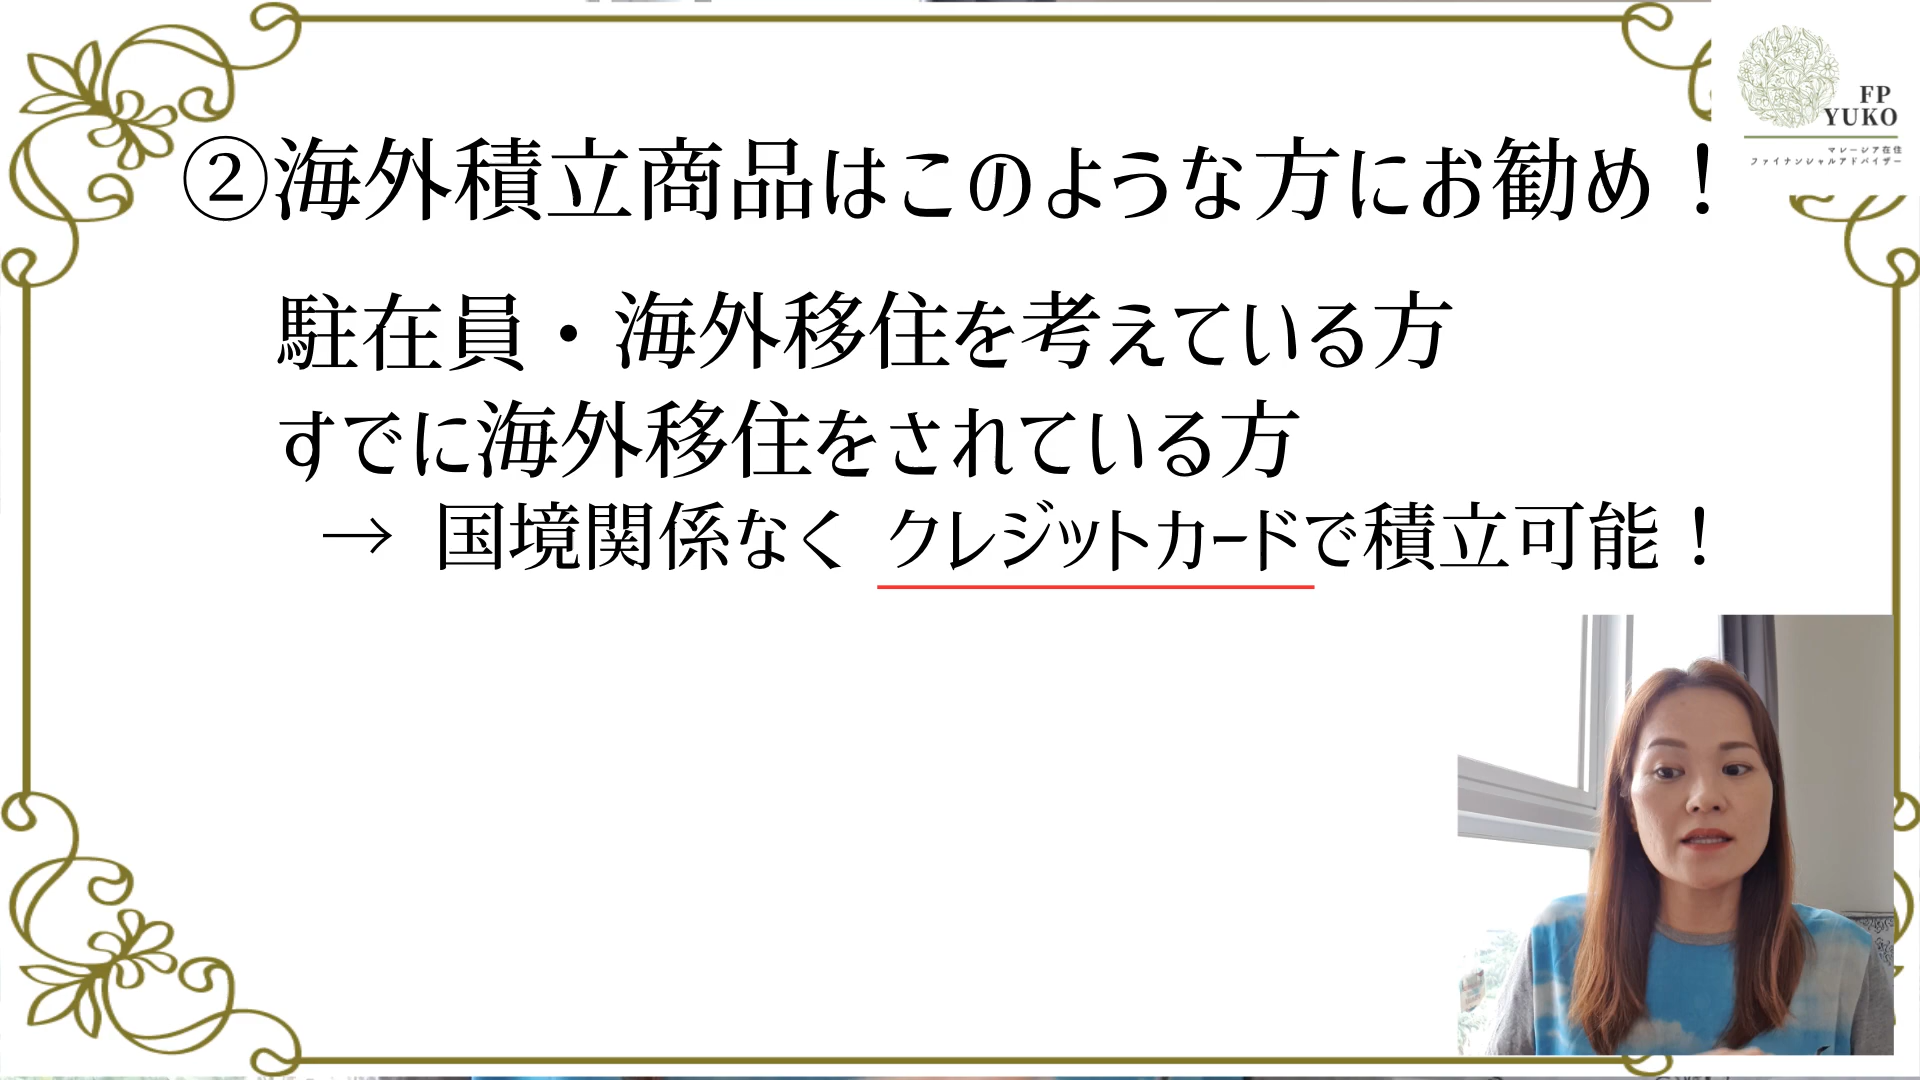 ②海外積立商品はこのような方にお勧め！
駐在員・海外移住を考えている方
すでに海外移住をされている方
→ 国境関係なく クレジットカードで積立可能！
FP
YUKO
マレーシア在住
ファイナンシャルアドバイザー